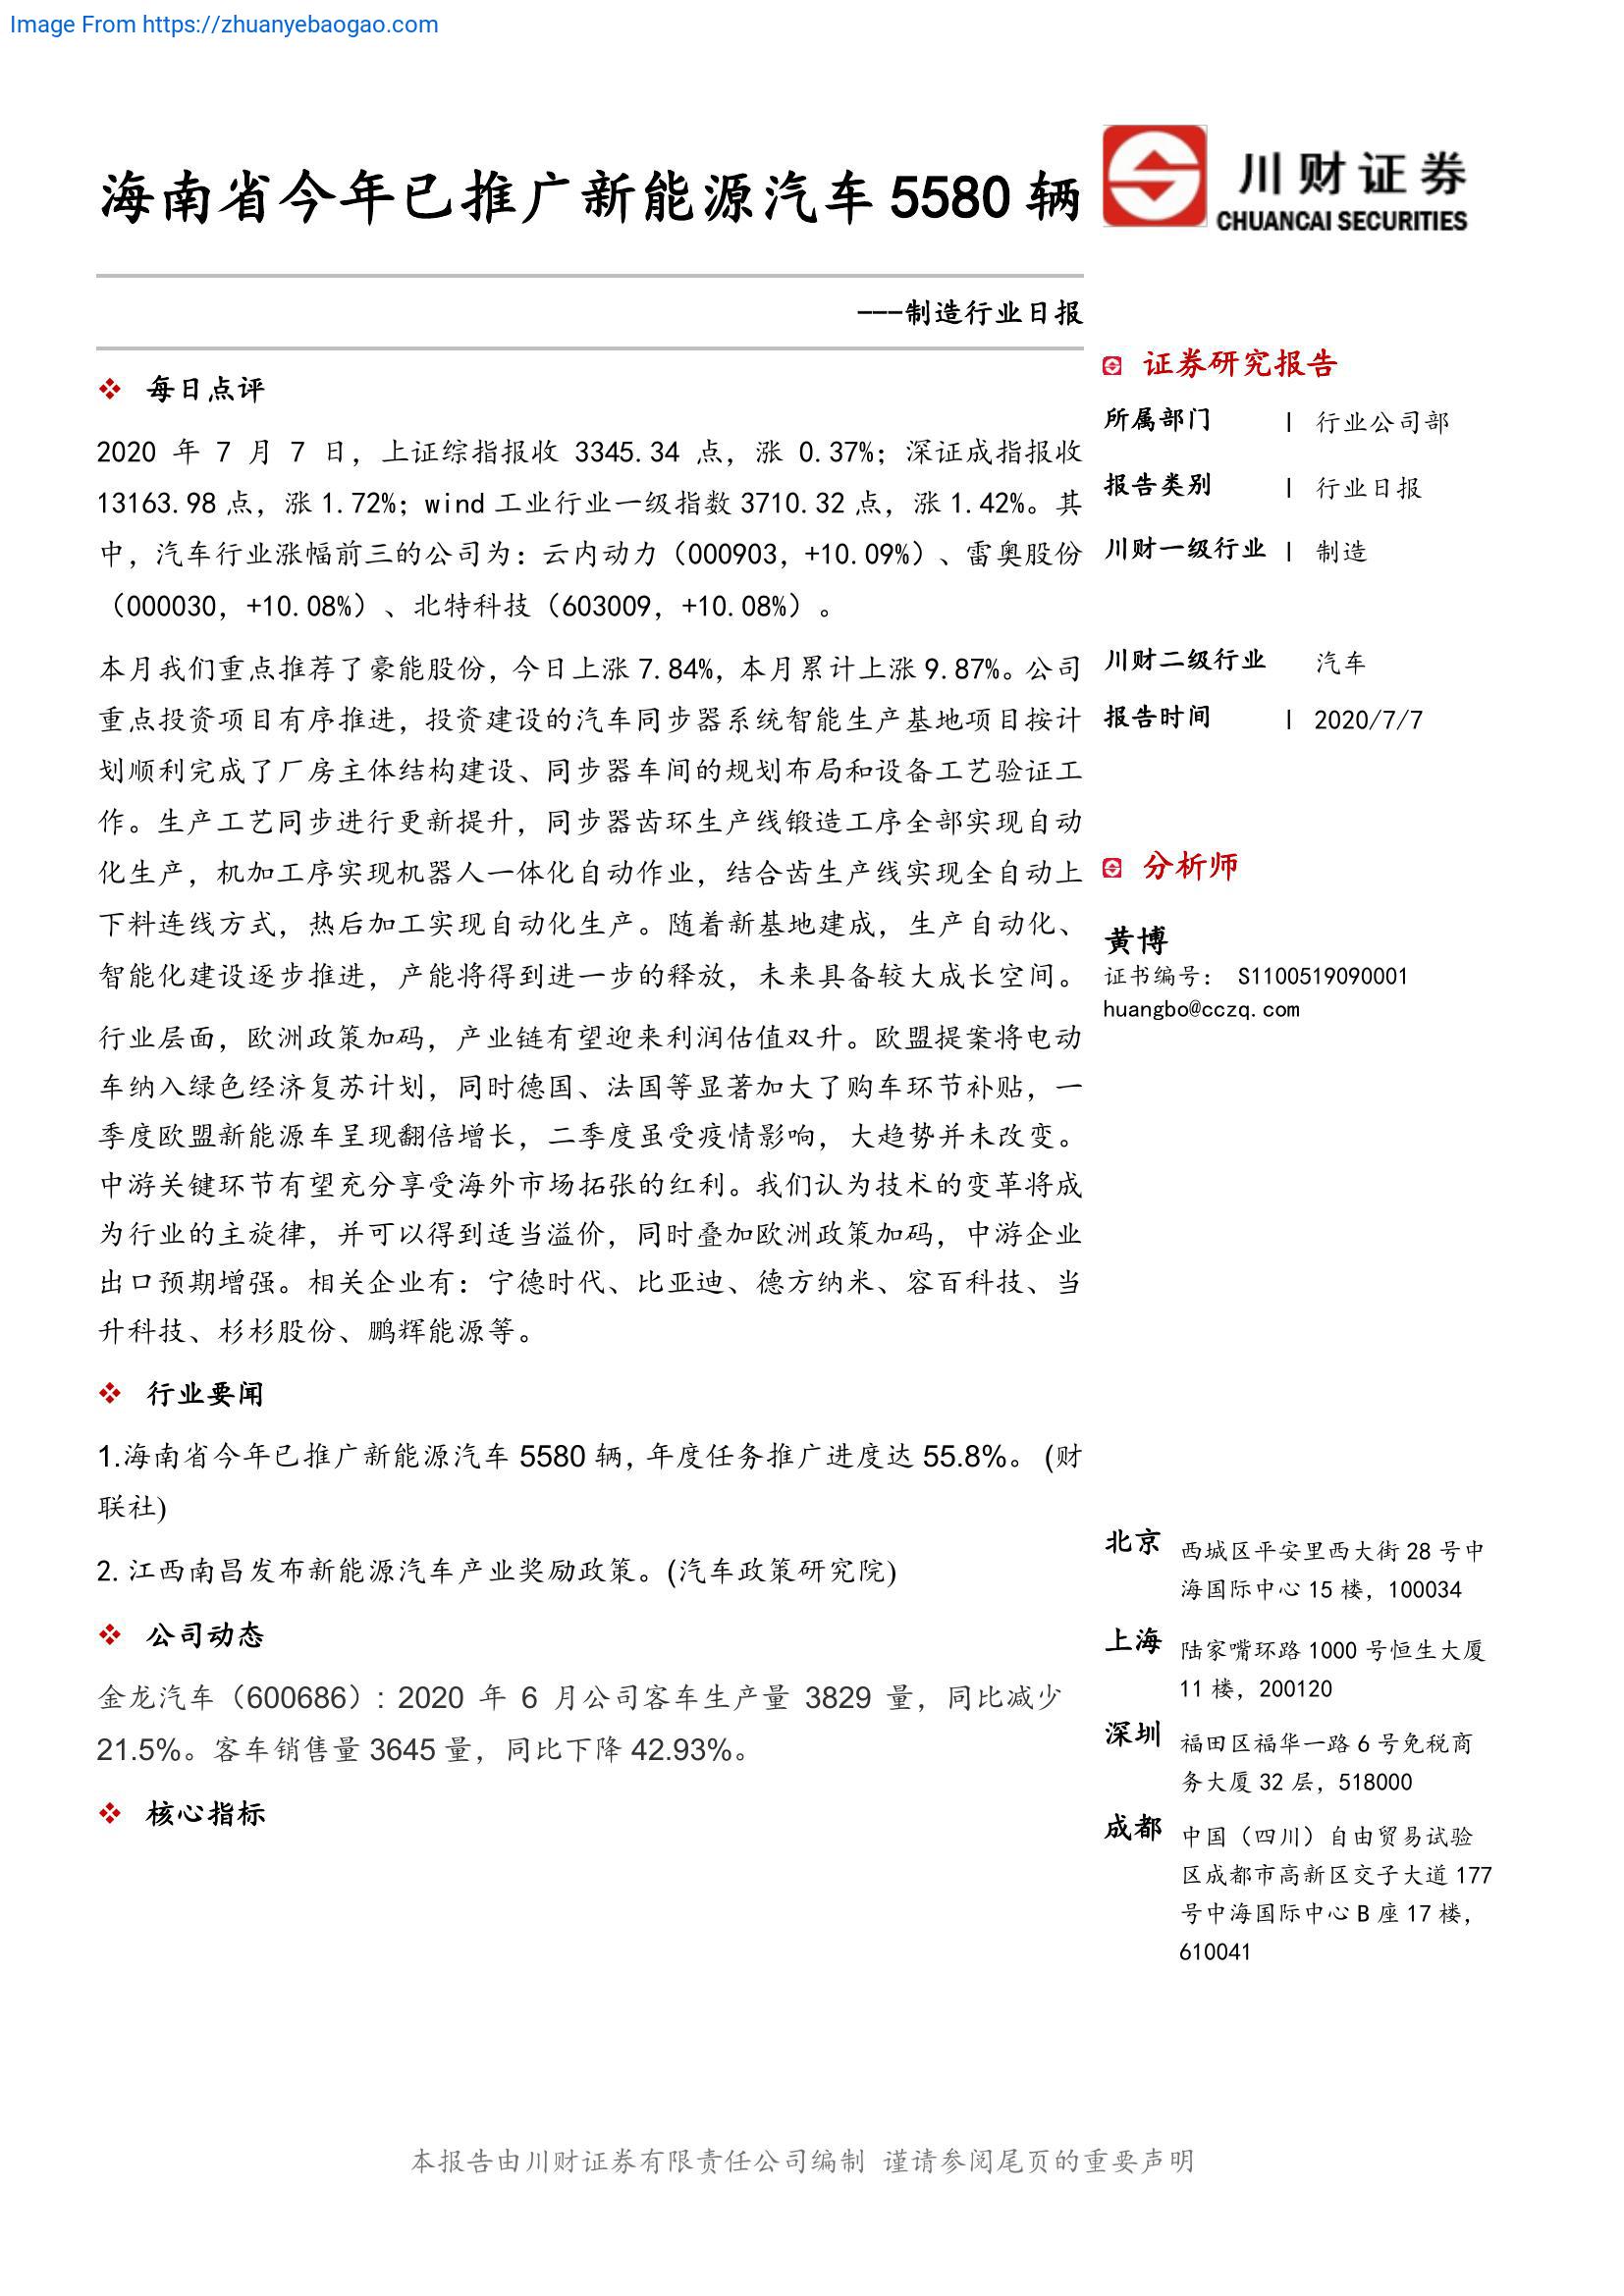 Image From https://zhuanyebaogao.com
海南省今年已推广新能源汽车 5580 辆
川财证券
CHUANCAI SECURITIES
---制造行业日报
❖ 每日点评
2020 年 7 月 7 日，上证综指报收 3345.34 点，涨 0.37%；深证成指报收
13163.98 点，涨 1.72%；wind 工业行业一级指数 3710.32 点，涨 1.42%。其
中，汽车行业涨幅前三的公司为：云内动力（000903，+10.09%）、雷奥股份
（000030，+10.08%）、北特科技（603009，+10.08%）。
本月我们重点推荐了豪能股份，今日上涨 7.84%，本月累计上涨 9.87%。公司
重点投资项目有序推进，投资建设的汽车同步器系统智能生产基地项目按计
划顺利完成了厂房主体结构建设、同步器车间的规划布局和设备工艺验证工
作。生产工艺同步进行更新提升，同步器齿环生产线锻造工序全部实现自动
化生产，机加工序实现机器人一体化自动作业，结合齿生产线实现全自动上
下料连线方式，热后加工实现自动化生产。随着新基地建成，生产自动化、
智能化建设逐步推进，产能将得到进一步的释放，未来具备较大成长空间。
行业层面，欧洲政策加码，产业链有望迎来利润估值双升。欧盟提案将电动
车纳入绿色经济复苏计划，同时德国、法国等显著加大了购车环节补贴，一
季度欧盟新能源车呈现翻倍增长，二季度虽受疫情影响，大趋势并未改变。
中游关键环节有望充分享受海外市场拓张的红利。我们认为技术的变革将成
为行业的主旋律，并可以得到适当溢价，同时叠加欧洲政策加码，中游企业
出口预期增强。相关企业有：宁德时代、比亚迪、德方纳米、容百科技、当
升科技、杉杉股份、鹏辉能源等。
❖ 行业要闻
1.海南省今年已推广新能源汽车 5580 辆，年度任务推广进度达 55.8%。(财
联社)
2. 江西南昌发布新能源汽车产业奖励政策。(汽车政策研究院)
❖ 公司动态
金龙汽车（600686）: 2020 年 6 月公司客车生产量 3829 量，同比减少
21.5%。客车销售量 3645 量，同比下降 42.93%。
❖ 核心指标
证券研究报告
所属部门 | 行业公司部
报告类别 | 行业日报
川财一级行业 | 制造
川财二级行业 汽车
报告时间 | 2020/7/7
分析师
黄博
证书编号： S1100519090001
huangbo@cczq.com
北京 西城区平安里西大街 28 号中
海国际中心 15 楼，100034
上海 陆家嘴环路 1000 号恒生大厦
11 楼，200120
深圳 福田区福华一路 6 号免税商
务大厦 32 层，518000
成都 中国（四川）自由贸易试验
区成都市高新区交子大道 177
号中海国际中心 B 座 17 楼，
610041
本报告由川财证券有限责任公司编制 谨请参阅尾页的重要声明